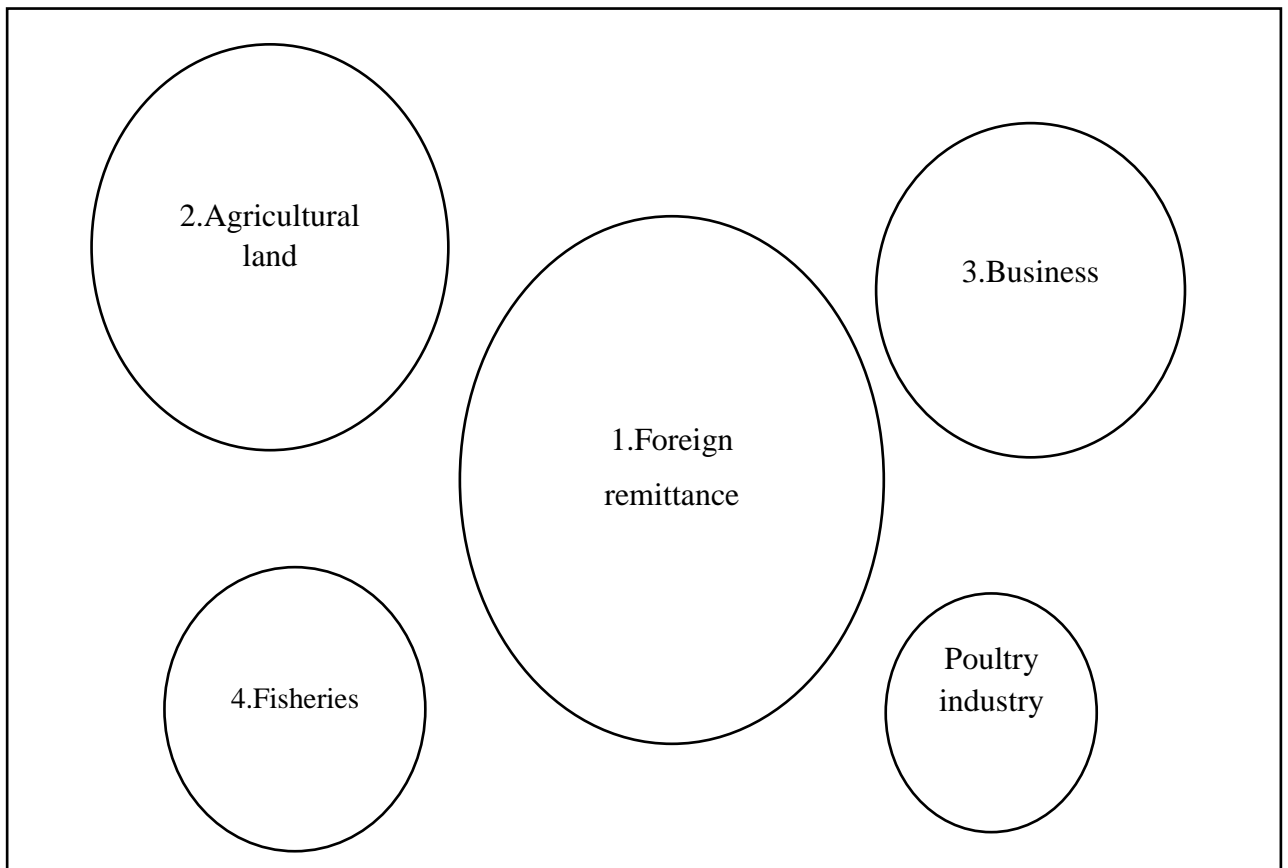 2.Agricultural
land
3.Business
1.Foreign
remittance
4.Fisheries
Poultry
industry